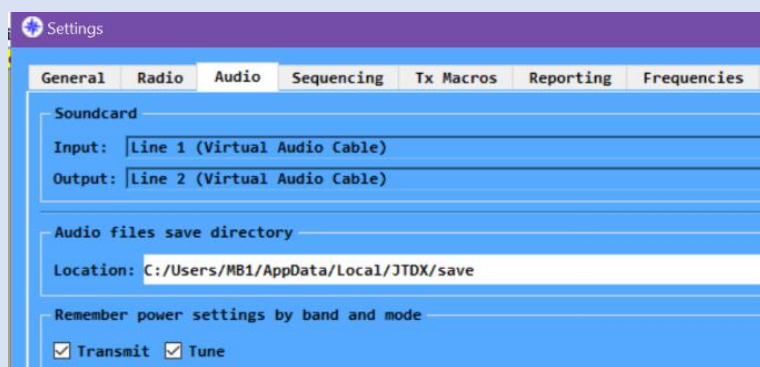 Settings
General Radio Audio Sequencing Tx Macros Reporting Frequencies
Soundcard
Input: Line 1 (Virtual Audio Cable)
Output: Line 2 (Virtual Audio Cable)
Audio files save directory
Location: C:/Users/MB1/AppData/Local/JTDX/save
Remember power settings by band and mode
Transmit Tune